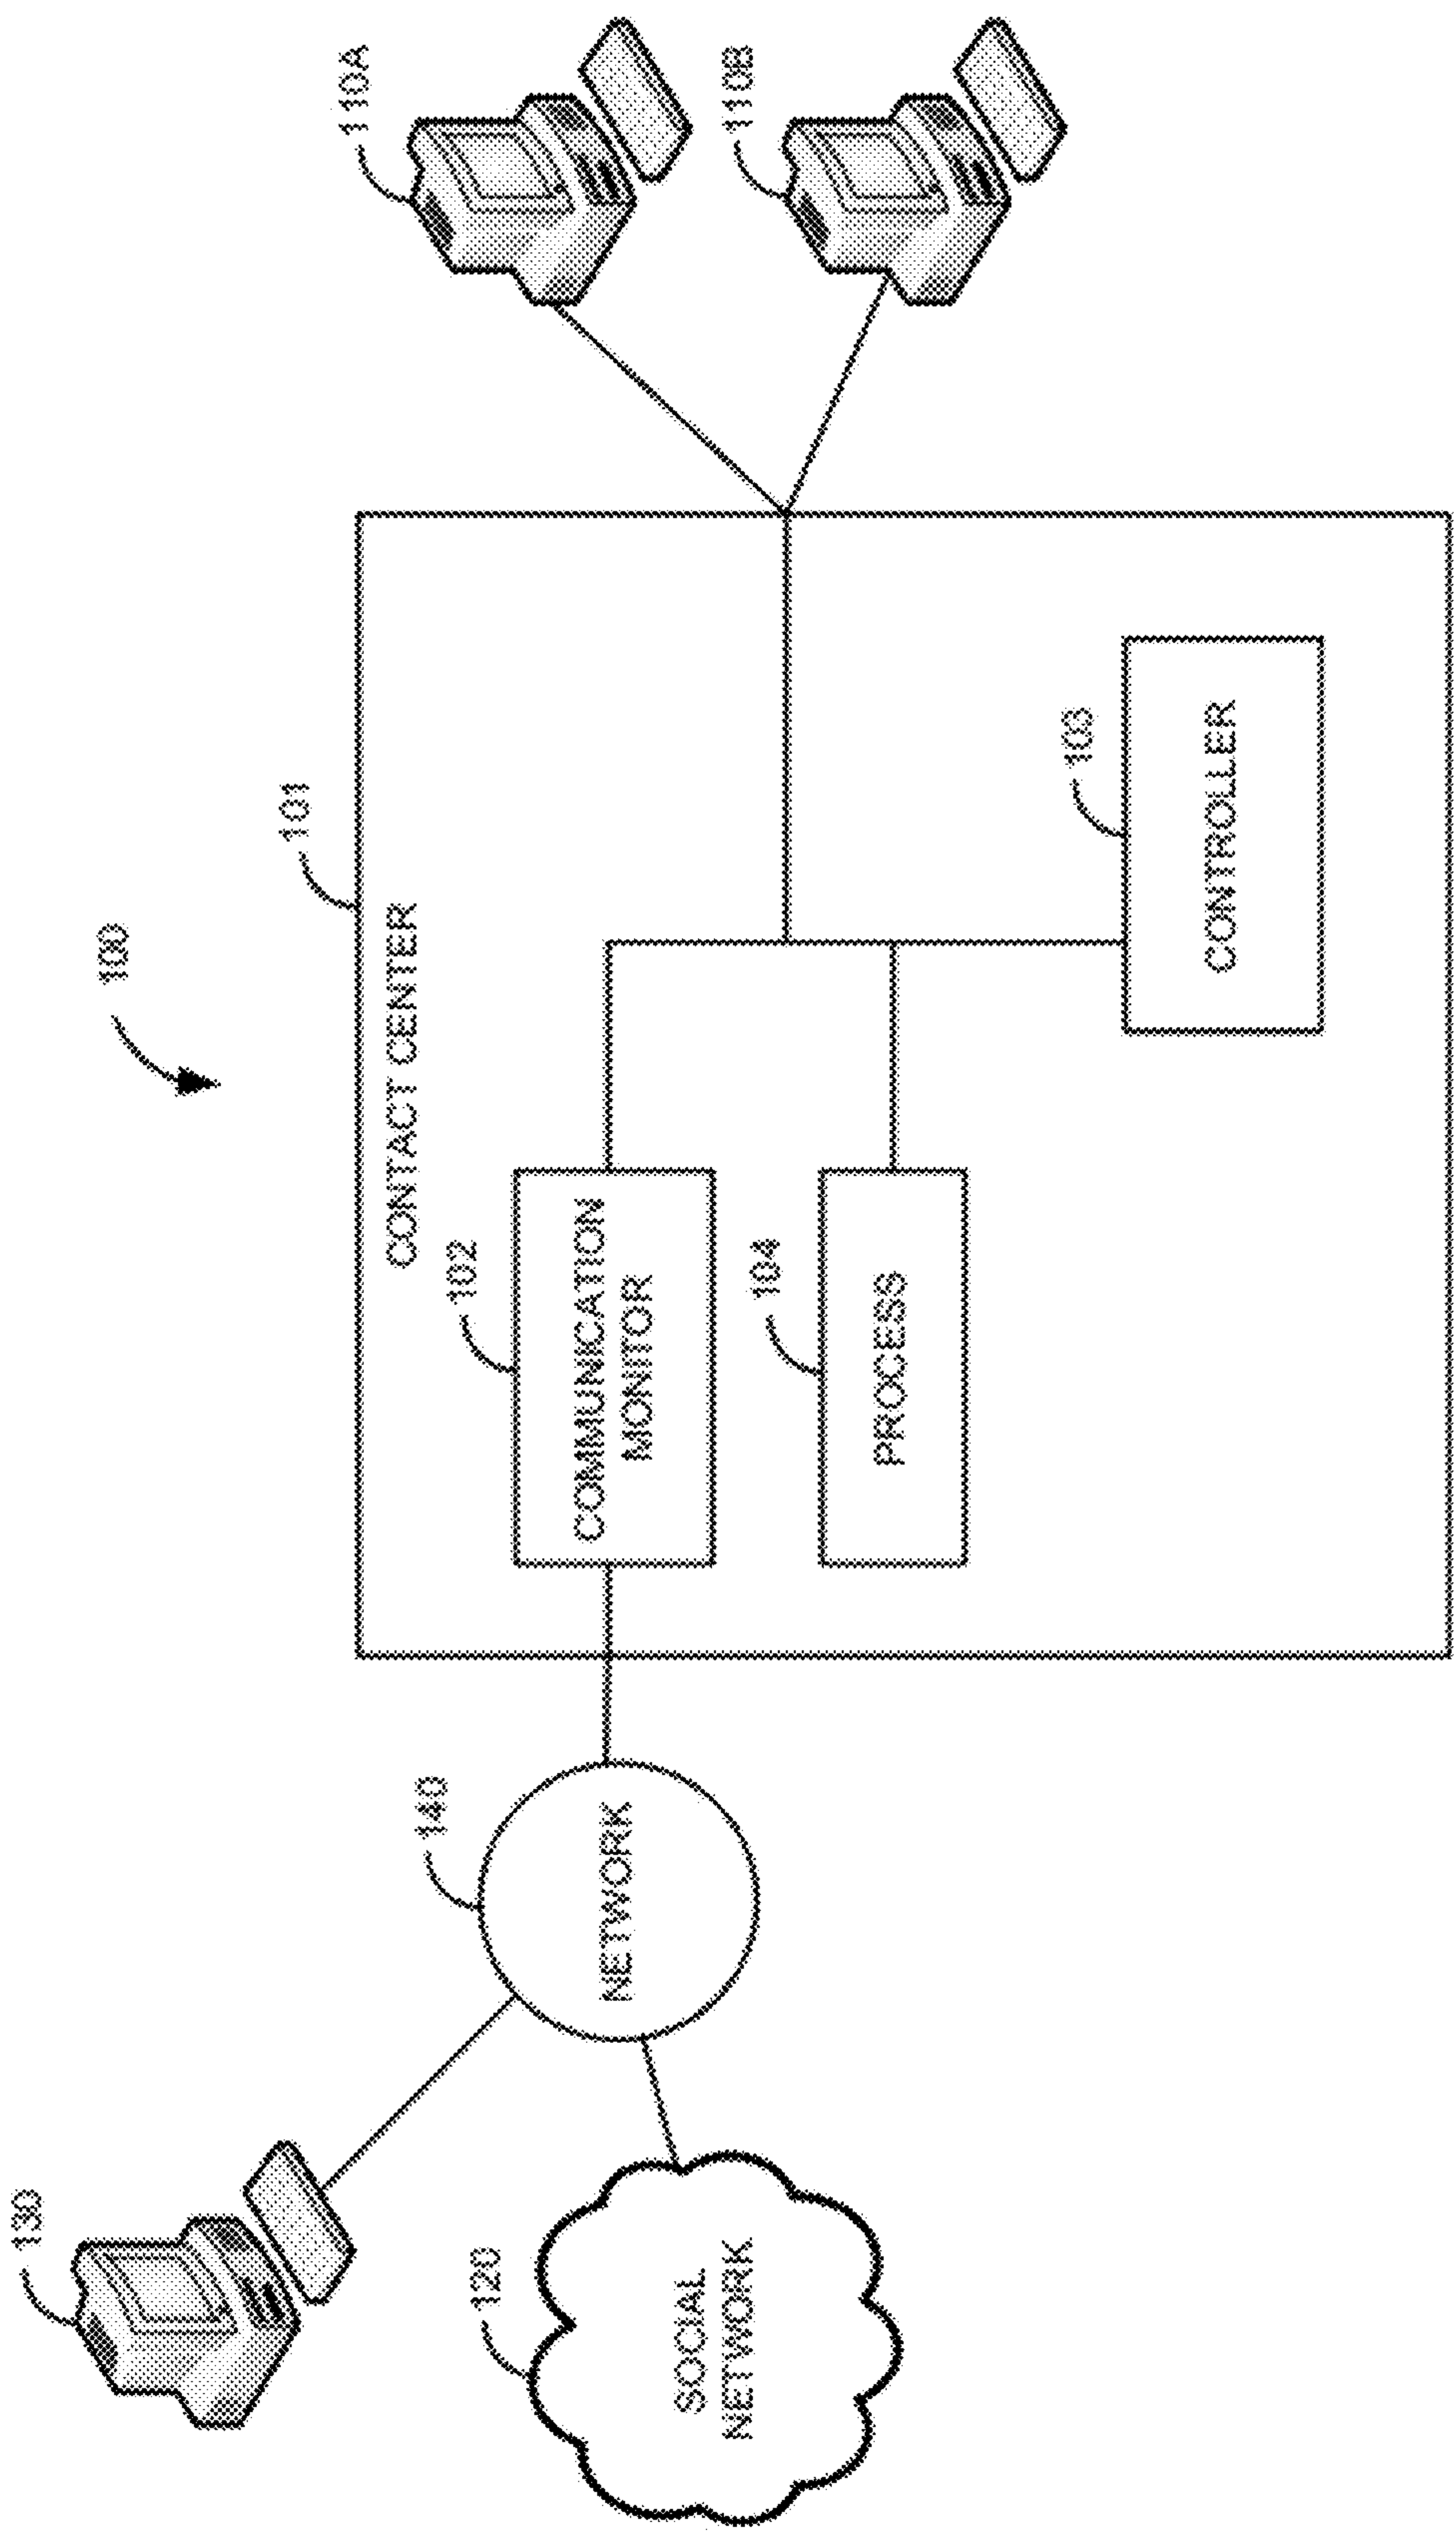 100
130
140
101
110A
CONTACT CENTER
102
COMMUNICATION
MONITOR
NETWORK
120
SOCIAL
NETWORK
104
PROCESS
110B
103
CONTROLLER